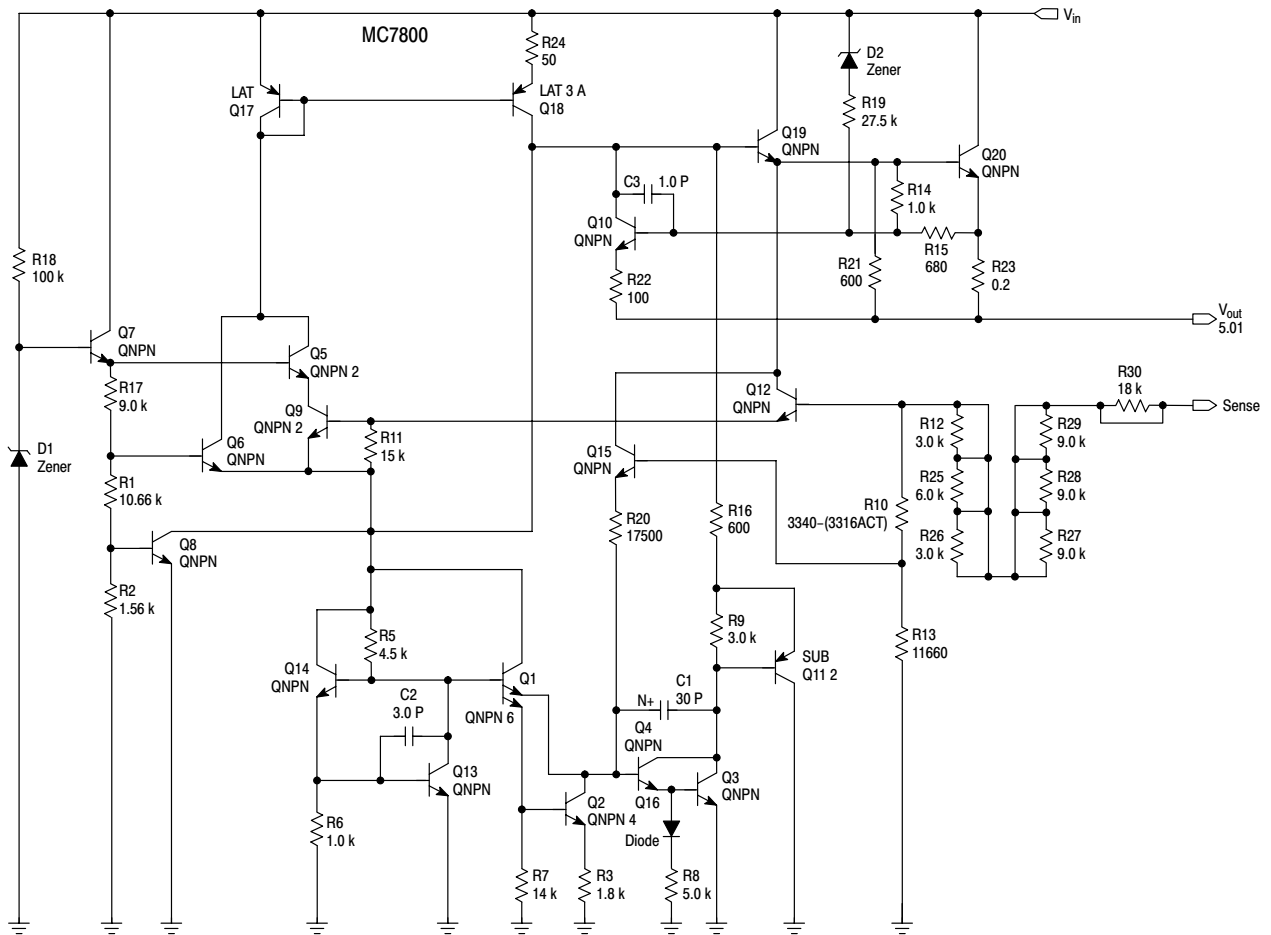 MC7800
Vin
R24
50
D2
Zener
LAT
Q17
LAT 3 A
Q18
R19
27.5 k
Q19
QNPN
Q20
QNPN
C3
1.0 P
R14
1.0 k
Q10
QNPN
R18
100 k
R21
600
R15
680
R23
0.2
R22
100
Vout
5.01
Q7
QNPN
Q5
QNPN 2
R17
9.0 k
Q9
QNPN 2
Q12
QNPN
R30
18 k
Sense
D1
Zener
Q6
QNPN
R11
15 k
R12
3.0 k
R29
9.0 k
Q15
QNPN
R1
10.66 k
R25
6.0 k
R28
9.0 k
R20
17500
R16
600
R10
3340–(3316ACT)
R26
3.0 k
R27
9.0 k
Q8
QNPN
R2
1.56 k
R5
4.5 k
R9
3.0 k
R13
11660
Q14
QNPN
Q1
QNPN 6
SUB
Q11 2
C2
3.0 P
N+
C1
30 P
Q4
QNPN
Q13
QNPN
Q16
Q3
QNPN
Q2
QNPN 4
R6
1.0 k
Diode
R7
14 k
R3
1.8 k
R8
5.0 k